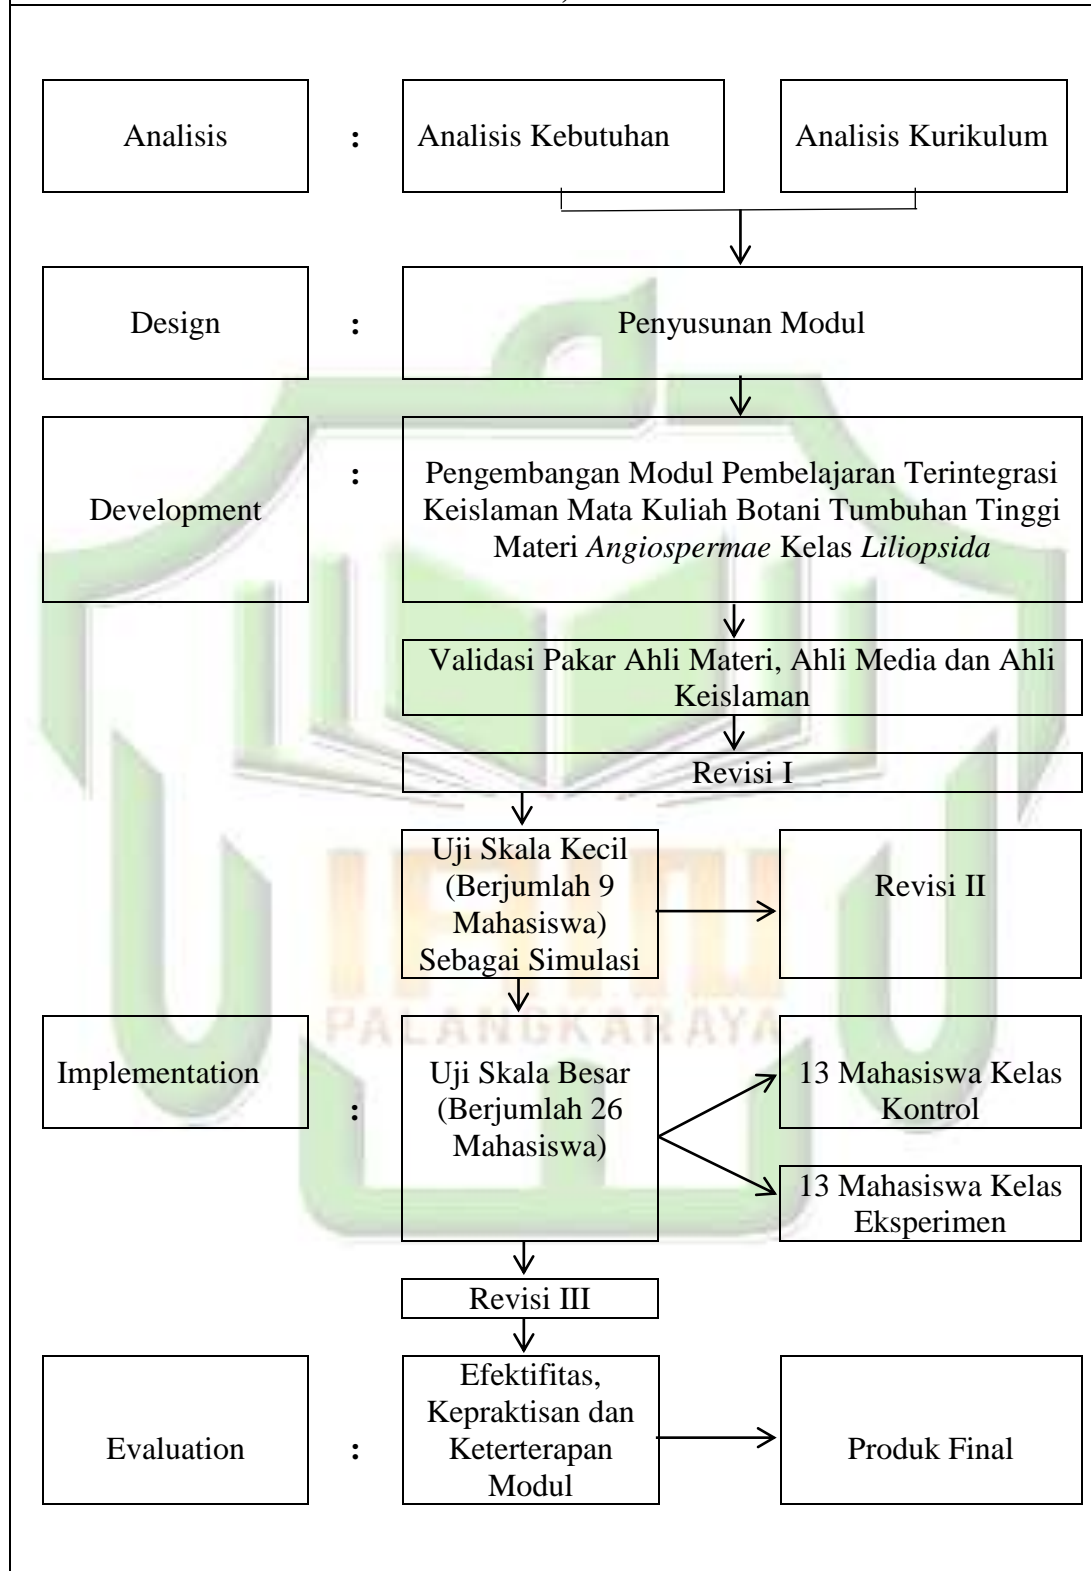 Analisis : Analisis Kebutuhan Analisis Kurikulum
Design : Penyusunan Modul
Development : Pengembangan Modul Pembelajaran Terintegrasi
Keislaman Mata Kuliah Botani Tumbuhan Tinggi
Materi Angiospermae Kelas Liliopsida
Validasi Pakar Ahli Materi, Ahli Media dan Ahli
Keislaman
Revisi I
Uji Skala Kecil
(Berjumlah 9
Mahasiswa)
Sebagai Simulasi
Revisi II
IAIN
PALANGKARAYA
Implementation :
Uji Skala Besar
(Berjumlah 26
Mahasiswa)
13 Mahasiswa Kelas
Kontrol
13 Mahasiswa Kelas
Eksperimen
Revisi III
Evaluation :
Efektifitas,
Kepraktisan dan
Keterterapan
Modul
Produk Final